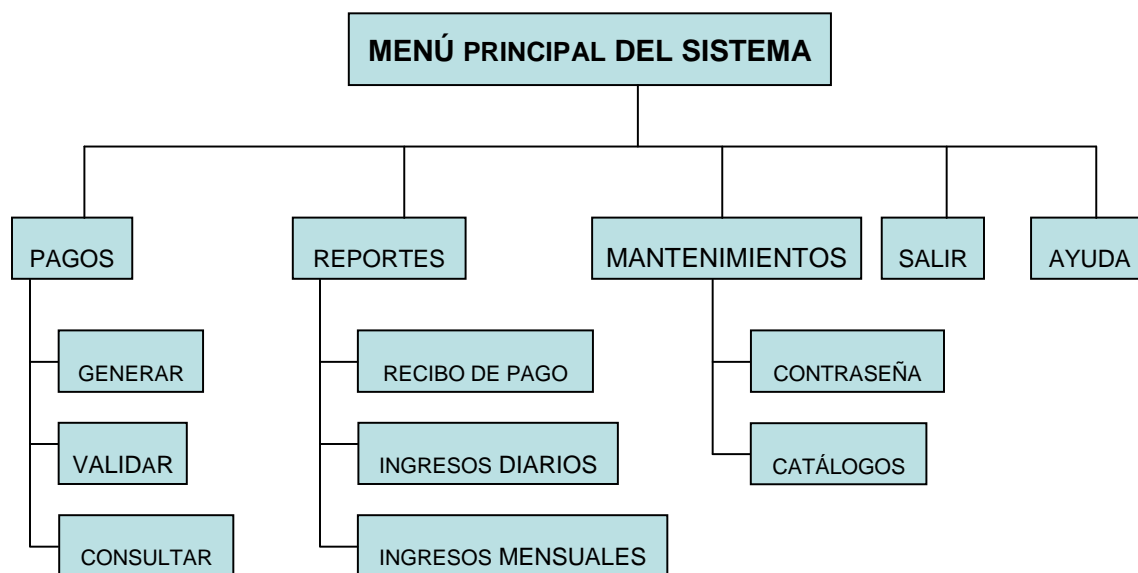 MENÚ PRINCIPAL DEL SISTEMA
PAGOS
REPORTES
MANTENIMIENTOS
SALIR
AYUDA
GENERAR
RECIBO DE PAGO
CONTRASEÑA
VALIDAR
INGRESOS DIARIOS
CATÁLOGOS
CONSULTAR
INGRESOS MENSUALES